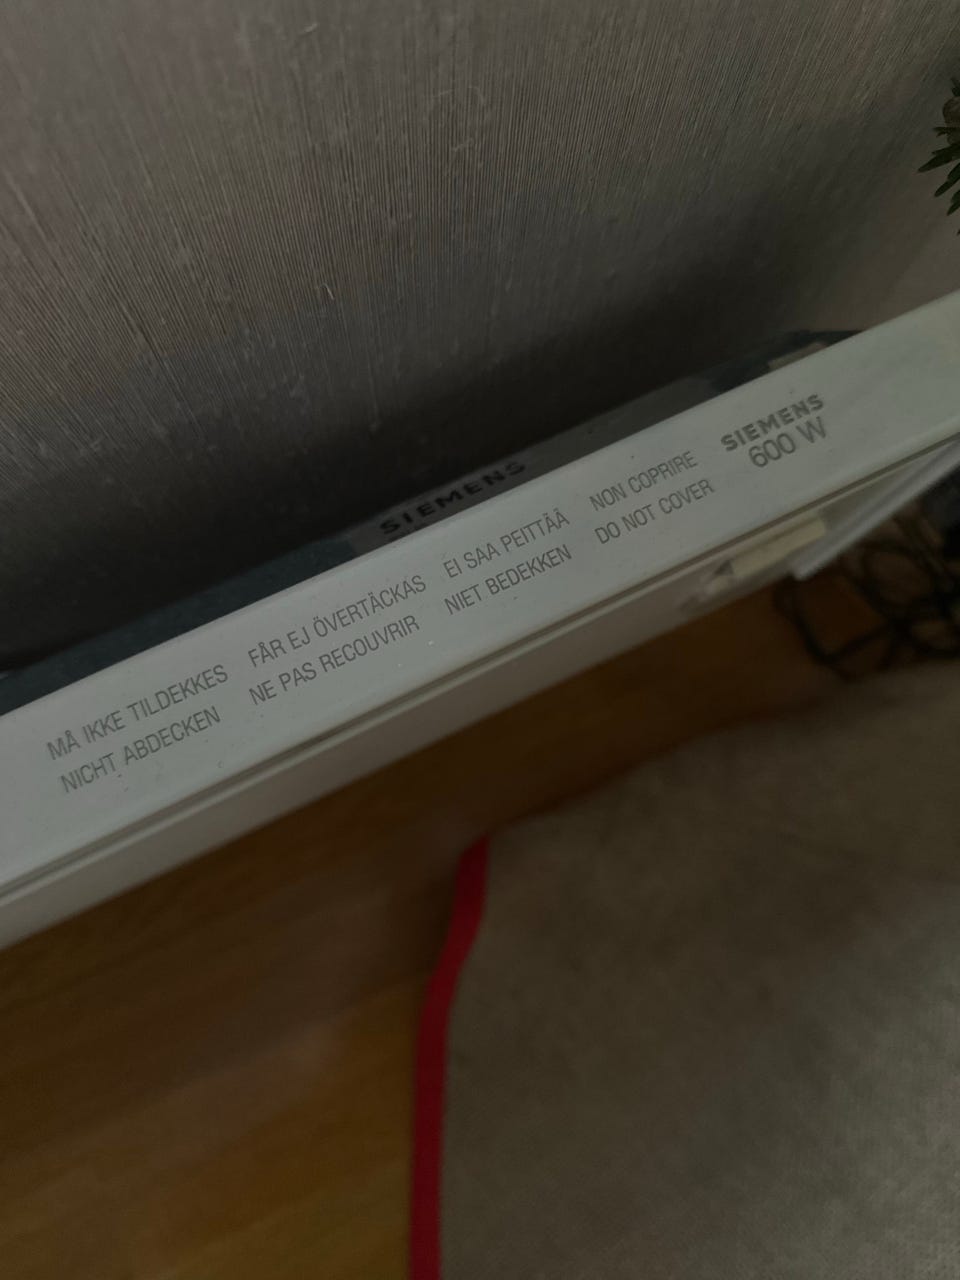 SIEMENS
MÅ IKKE TILDEKKES FÅR EJ ÖVERTÄCKAS EI SAA PEITTÄÄ NON COPRIRE SIEMENS
NICHT ABDECKEN NE PAS RECOUVRIR NIET BEDEKKEN DO NOT COVER 600 W